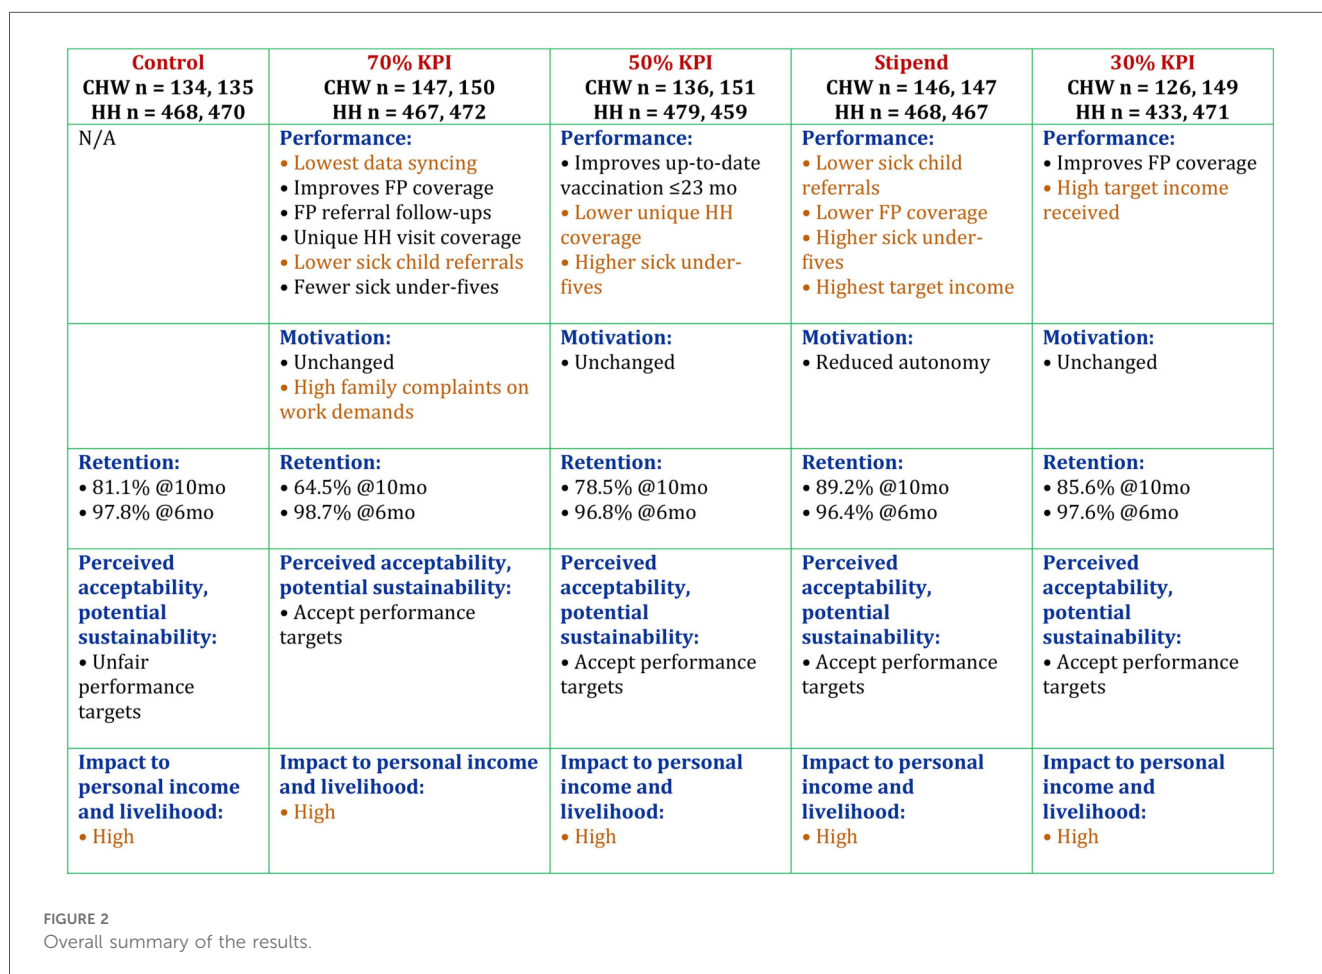 Control
CHW n = 134, 135
HH n = 468, 470
70% KPI
CHW n = 147, 150
HH n = 467, 472
50% KPI
CHW n = 136, 151
HH n = 479, 459
Stipend
CHW n = 146, 147
HH n = 468, 467
30% KPI
CHW n = 126, 149
HH n = 433, 471
N/A
Performance:
• Lowest data syncing
• Improves FP coverage
• FP referral follow-ups
• Unique HH visit coverage
• Lower sick child referrals
• Fewer sick under-fives
Performance:
• Improves up-to-date
vaccination ≤23 mo
• Lower unique HH
coverage
• Higher sick under-
fives
Performance:
• Lower sick child
referrals
• Lower FP coverage
• Higher sick under-
fives
• Highest target income
Performance:
• Improves FP coverage
• High target income
received
Motivation:
• Unchanged
• High family complaints on
work demands
Motivation:
• Unchanged
Motivation:
• Reduced autonomy
Motivation:
• Unchanged
Retention:
• 81.1% @10mo
• 97.8% @6mo
Retention:
• 64.5% @10mo
• 98.7% @6mo
Retention:
• 78.5% @10mo
• 96.8% @6mo
Retention:
• 89.2% @10mo
• 96.4% @6mo
Retention:
• 85.6% @10mo
• 97.6% @6mo
Perceived
acceptability,
potential
sustainability:
• Unfair
performance
targets
Perceived acceptability,
potential sustainability:
• Accept performance
targets
Perceived
acceptability,
potential
sustainability:
• Accept performance
targets
Perceived
acceptability,
potential
sustainability:
• Accept performance
targets
Perceived
acceptability,
potential
sustainability:
• Accept performance
targets
Impact to
personal income
and livelihood:
• High
Impact to personal income
and livelihood:
• High
Impact to personal
income and
livelihood:
• High
Impact to personal
income and
livelihood:
• High
Impact to personal
income and
livelihood:
• High
FIGURE 2
Overall summary of the results.